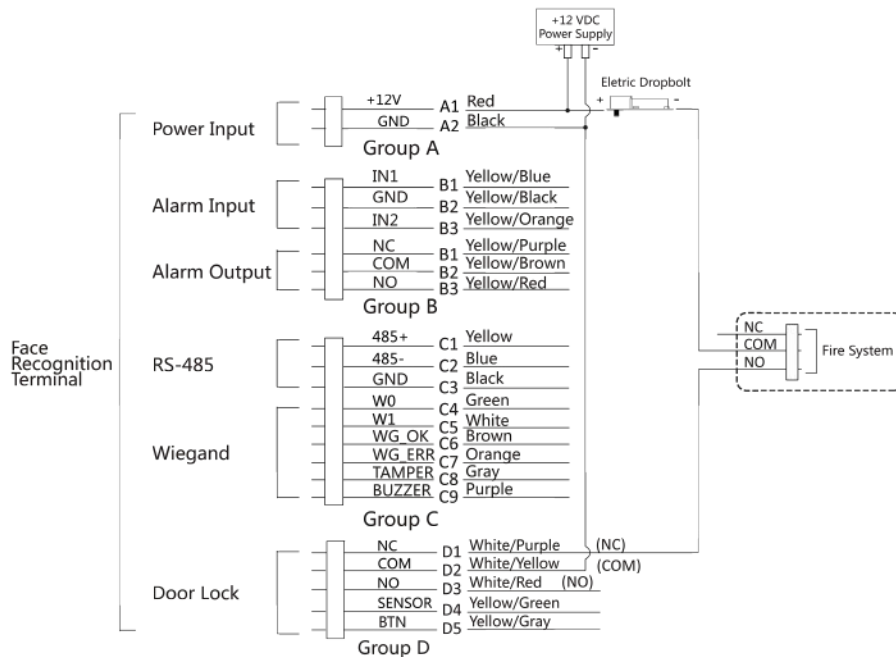 +12 VDC
Power Supply
+ -
Eletric Dropbolt
+ -
Face
Recognition
Terminal
Power Input
+12V A1 Red
GND A2 Black
Group A
Alarm Input
IN1 B1 Yellow/Blue
GND B2 Yellow/Black
IN2 B3 Yellow/Orange
Alarm Output
NC B1 Yellow/Purple
COM B2 Yellow/Brown
NO B3 Yellow/Red
Group B
NC
COM
NO
Fire System
RS-485
485+ C1 Yellow
485- C2 Blue
GND C3 Black
Wiegand
W0 C4 Green
W1 C5 White
WG_OK C6 Brown
WG_ERR C7 Orange
TAMPER C8 Gray
BUZZER C9 Purple
Group C
Door Lock
NC D1 White/Purple (NC)
COM D2 White/Yellow (COM)
NO D3 White/Red (NO)
SENSOR D4 Yellow/Green
BTN D5 Yellow/Gray
Group D